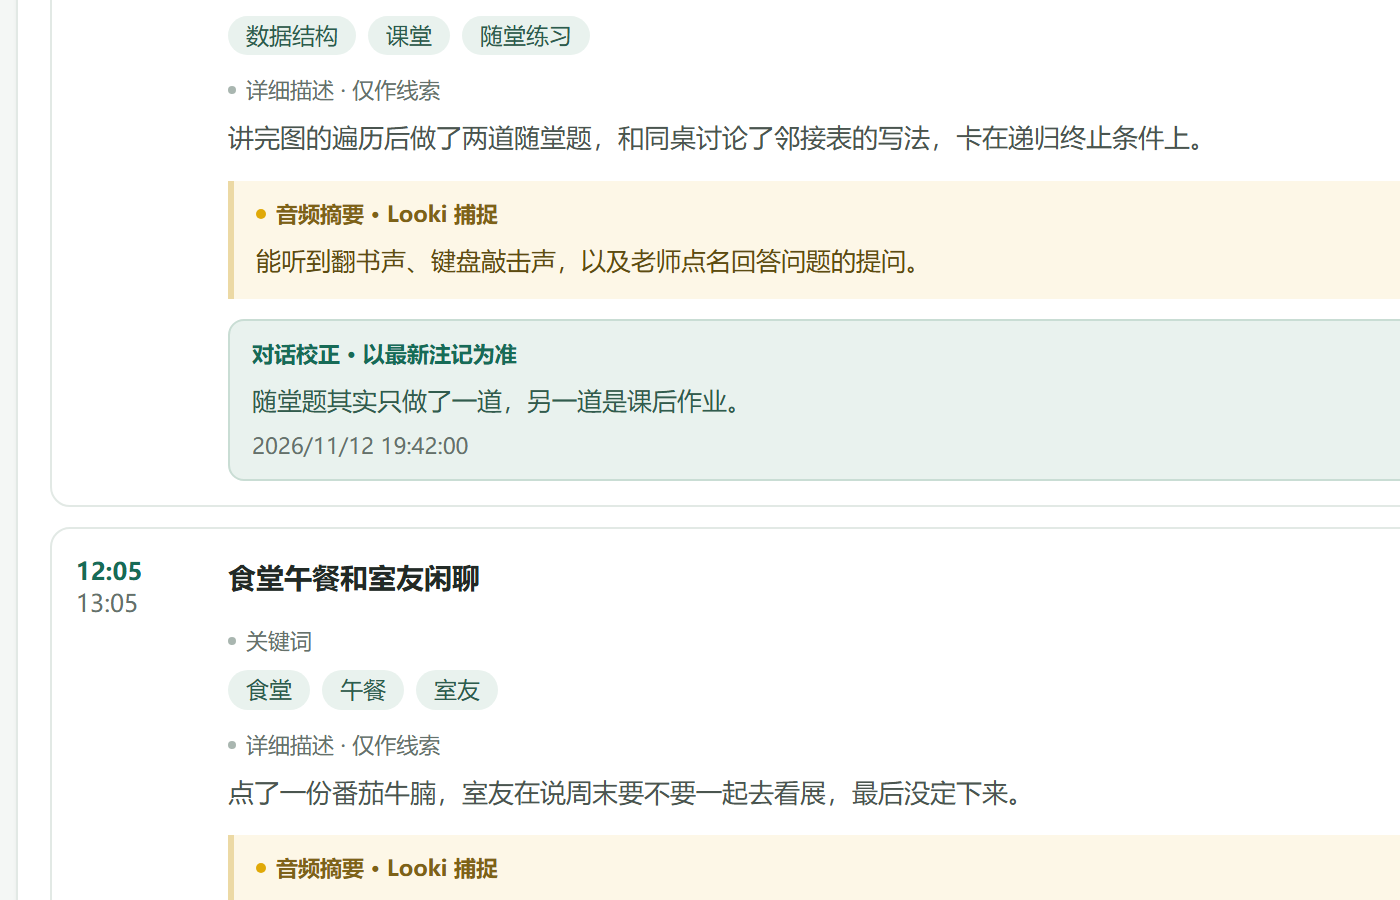 数据结构 课堂 随堂练习
详细描述 · 仅作线索
讲完图的遍历后做了两道随堂题，和同桌讨论了邻接表的写法，卡在递归终止条件上。
音频摘要 • Looki 捕捉
能听到翻书声、键盘敲击声，以及老师点名回答问题的提问。
对话校正 • 以最新注记为准
随堂题其实只做了一道，另一道是课后作业。
2026/11/12 19:42:00
12:05
13:05
食堂午餐和室友闲聊
关键词
食堂 午餐 室友
详细描述 · 仅作线索
点了一份番茄牛腩，室友在说周末要不要一起去看展，最后没定下来。
音频摘要 • Looki 捕捉